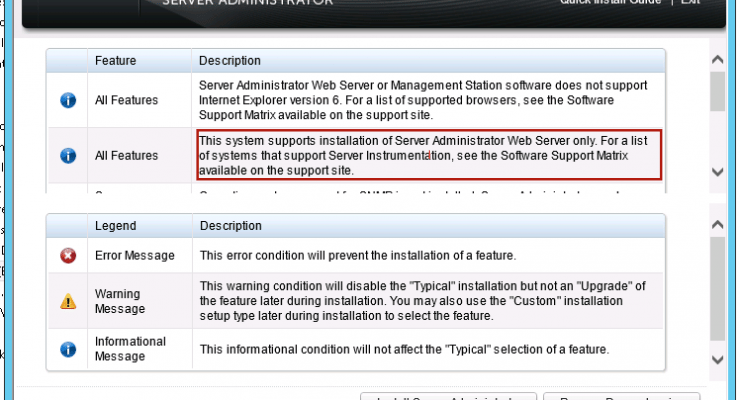 SERVER ADMINISTRATOR
Quick Install Guide | Exit
Feature Description
All Features
Server Administrator Web Server or Management Station software does not support
Internet Explorer version 6. For a list of supported browsers, see the Software
Support Matrix available on the support site.
All Features
This system supports installation of Server Administrator Web Server only. For a list
of systems that support Server Instrumentation, see the Software Support Matrix
available on the support site.
Legend Description
Error Message This error condition will prevent the installation of a feature.
Warning
Message
This warning condition will disable the "Typical" installation but not an "Upgrade" of
the feature later during installation. You may also use the "Custom" installation
setup type later during installation to select the feature.
Informational
Message
This informational condition will not affect the "Typical" selection of a feature.